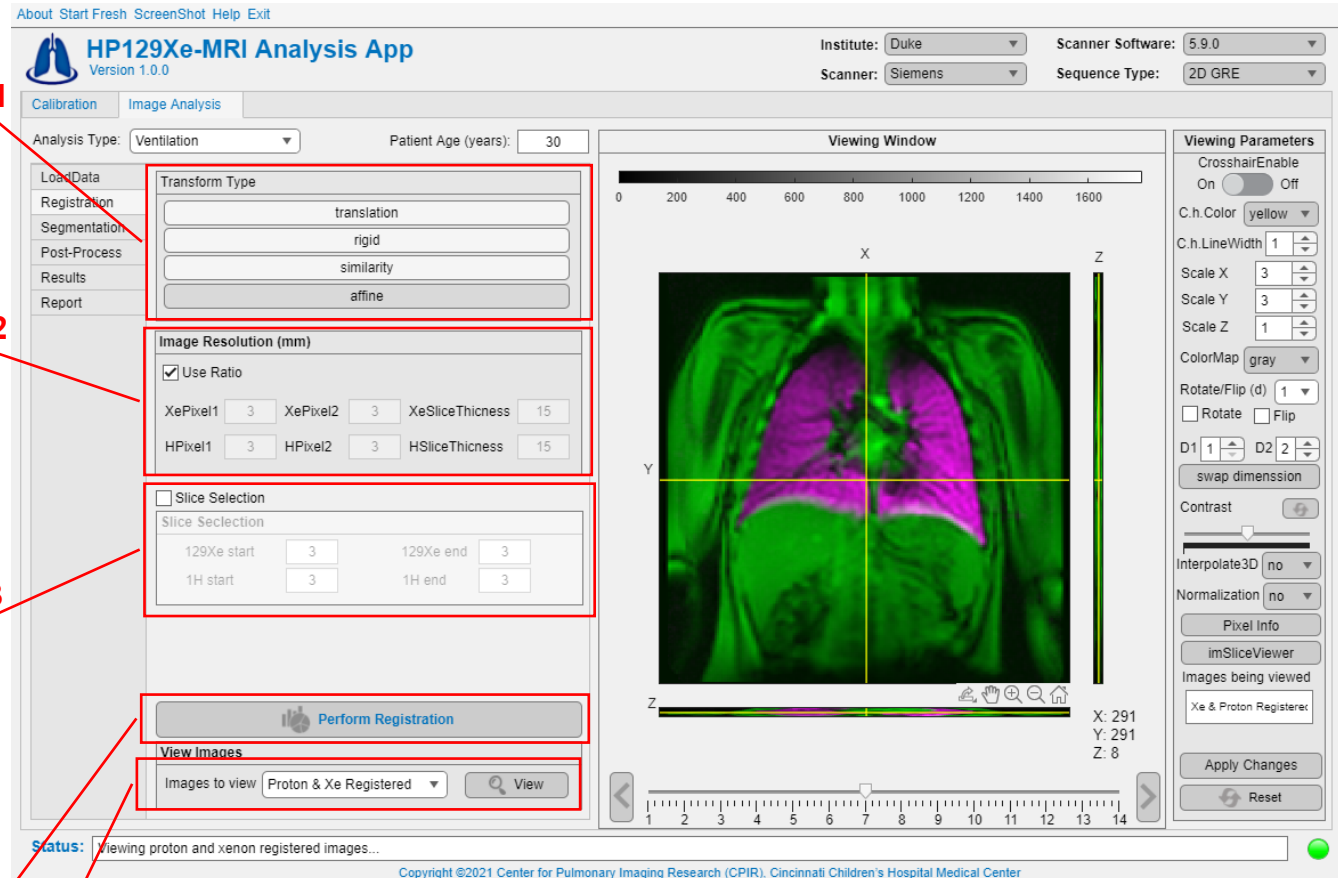 About Start Fresh ScreenShot Help Exit
HP129Xe-MRI Analysis App
Version 1.0.0
Institute: Duke
Scanner Software: 5.9.0
Scanner: Siemens
Sequence Type: 2D GRE
Calibration
Image Analysis
Analysis Type: Ventilation
Patient Age (years): 30
LoadData
Registration
Segmentation
Post-Process
Results
Report
Transform Type
translation
rigid
similarity
affine
2
Image Resolution (mm)
Use Ratio
XePixel1 3 XePixel2 3 XeSliceThicness 15
HPixel1 3 HPixel2 3 HSliceThicness 15
Slice Selection
Slice Seclection
129Xe start 3 129Xe end 3
1H start 3 1H end 3
Perform Registration
View Images
Images to view Proton & Xe Registered View
Viewing Window
0 200 400 600 800 1000 1200 1400 1600
X
Z
Y
Z
X: 291
Y: 291
Z: 8
1 2 3 4 5 6 7 8 9 10 11 12 13 14
Viewing Parameters
CrosshairEnable
On Off
C.h.Color yellow
C.h.LineWidth 1
Scale X 3
Scale Y 3
Scale Z 1
ColorMap gray
Rotate/Flip (d) 1
Rotate Flip
D1 1 D2 2
swap dimenssion
Contrast
Interpolate3D no
Normalization no
Pixel Info
imSliceViewer
Images being viewed
Xe & Proton Registered
Apply Changes
Reset
Status: Viewing proton and xenon registered images...
Copyright ©2021 Center for Pulmonary Imaging Research (CPIR), Cincinnati Children's Hospital Medical Center